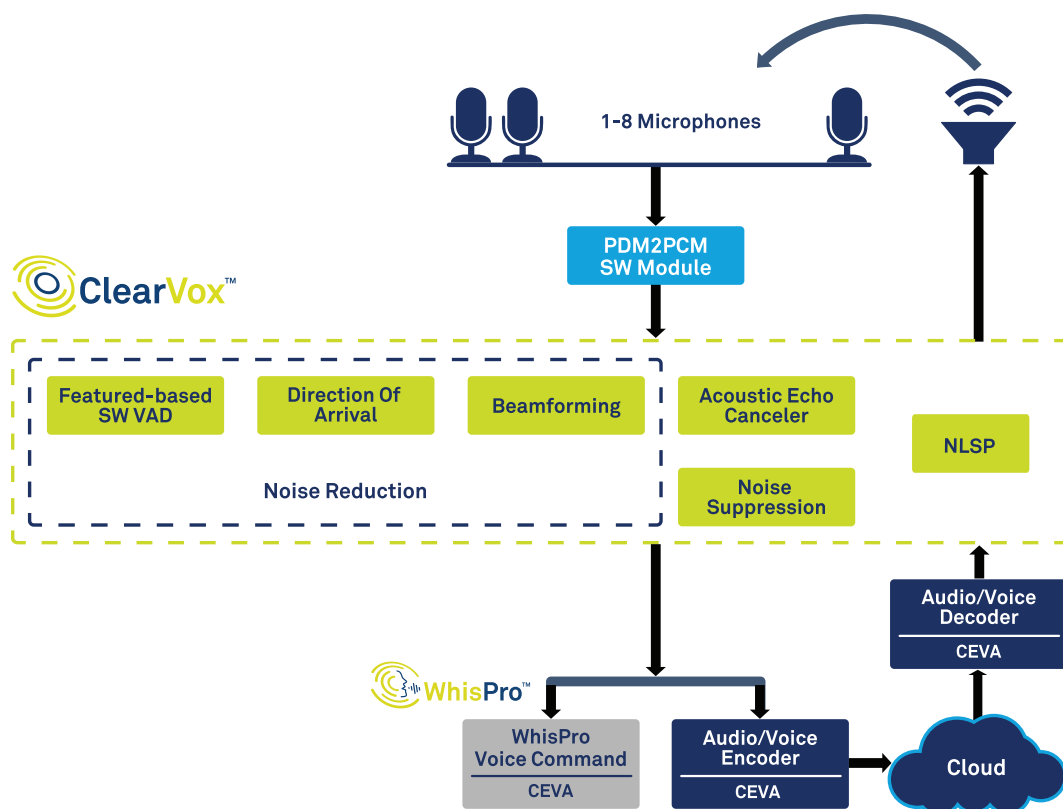 1-8 Microphones
PDM2PCM
SW Module
ClearVox™
Featured-based
SW VAD
Direction Of
Arrival
Beamforming
Noise Reduction
Acoustic Echo
Canceler
Noise
Suppression
NLSP
Audio/Voice
Decoder
CEVA
WhisPro™
WhisPro
Voice Command
CEVA
Audio/Voice
Encoder
CEVA
Cloud